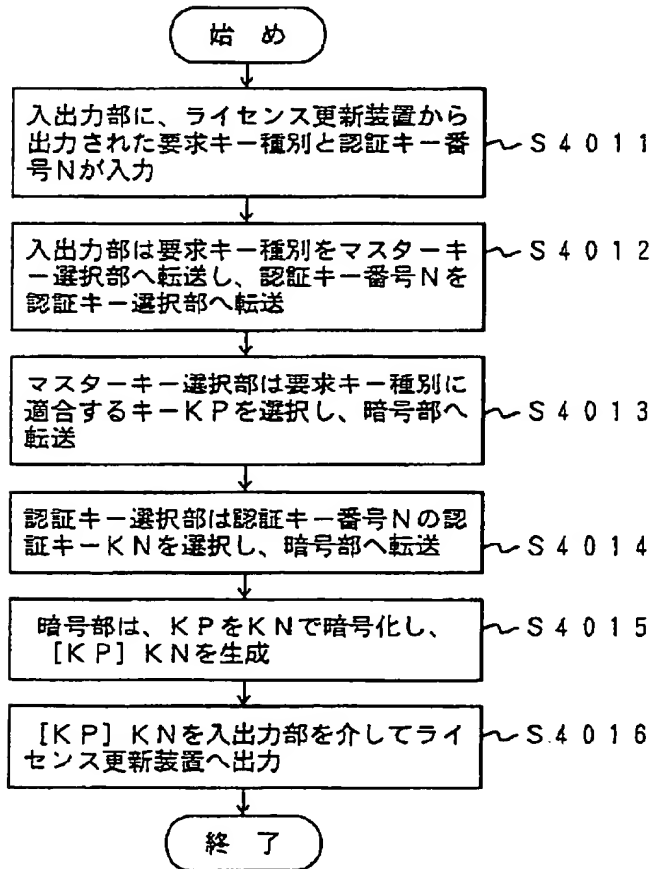 始 め
入出力部に、ライセンス更新装置から
出力された要求キー種別と認証キー番
号Nが入力
S4011
入出力部は要求キー種別をマスターキ
ー選択部へ転送し、認証キー番号Nを
認証キー選択部へ転送
S4012
マスターキー選択部は要求キー種別に
適合するキーKPを選択し、暗号部へ
転送
S4013
認証キー選択部は認証キー番号Nの認
証キーKNを選択し、暗号部へ転送
S4014
暗号部は、KPをKNで暗号化し、
[KP] KNを生成
S4015
[KP] KNを入出力部を介してライ
センス更新装置へ出力
S.4016
終 了